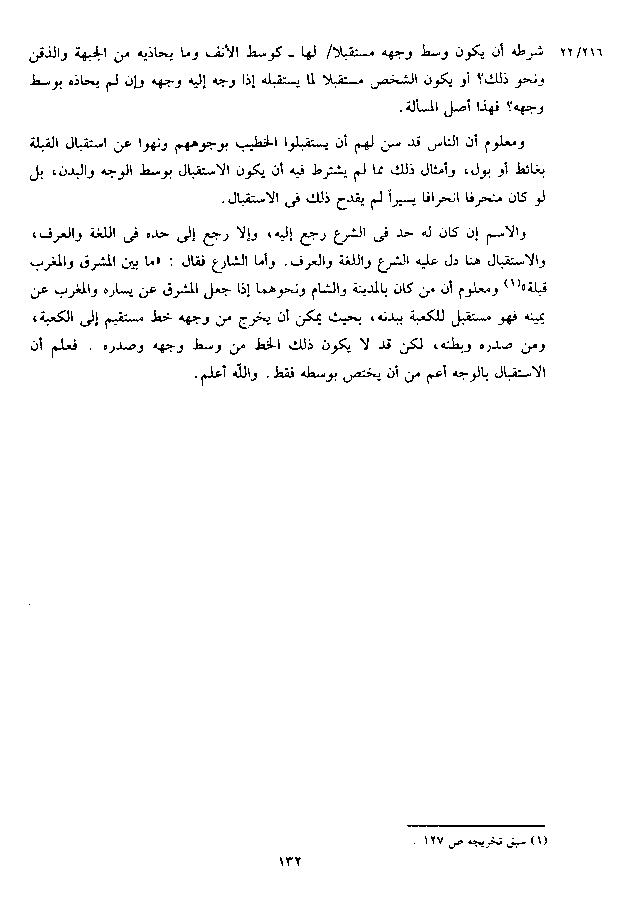 ٢٢/٢١٦ شرطه أن يكون وسط وجهه مستقبلا/ لها ـ كوسط الأنف وما يحاذيه من الجبهة والذقن
ونحو ذلك؟ أو يكون الشخص مستقبلا لما يستقبله إذا وجه إليه وجهه وإن لم يحاذه بوسط
وجهه؟ فهذا أصل المسألة.
ومعلوم أن الناس قد سن لهم أن يستقبلوا الخطيب بوجوههم ونهوا عن استقبال القبلة
بغائط أو بول، وأمثال ذلك مما لم يشترط فيه أن يكون الاستقبال بوسط الوجه والبدن، بل
لو كان منحرفا انحرافا يسيراً لم يقدح ذلك فى الاستقبال.
والاسم إن كان له حد فى الشرع رجع إليه، وإلا رجع إلى حده فى اللغة والعرف،
والاستقبال هنا دل عليه الشرع واللغة والعرف. وأما الشارع فقال : «ما بين المشرق والمغرب
قبلة»(١) ومعلوم أن من كان بالمدينة والشام ونحوهما إذا جعل المشرق عن يساره والمغرب عن
يمينه فهو مستقبل للكعبة ببدنه، بحيث يمكن أن يخرج من وجهه خط مستقيم إلى الكعبة،
ومن صدره وبطنه، لكن قد لا يكون ذلك الخط من وسط وجهه وصدره . فعلم أن
الاستقبال بالوجه أعم من أن يختص بوسطه فقط. والله أعلم.
(١) سبق تخريجه ص ١٢٧ .
١٣٢